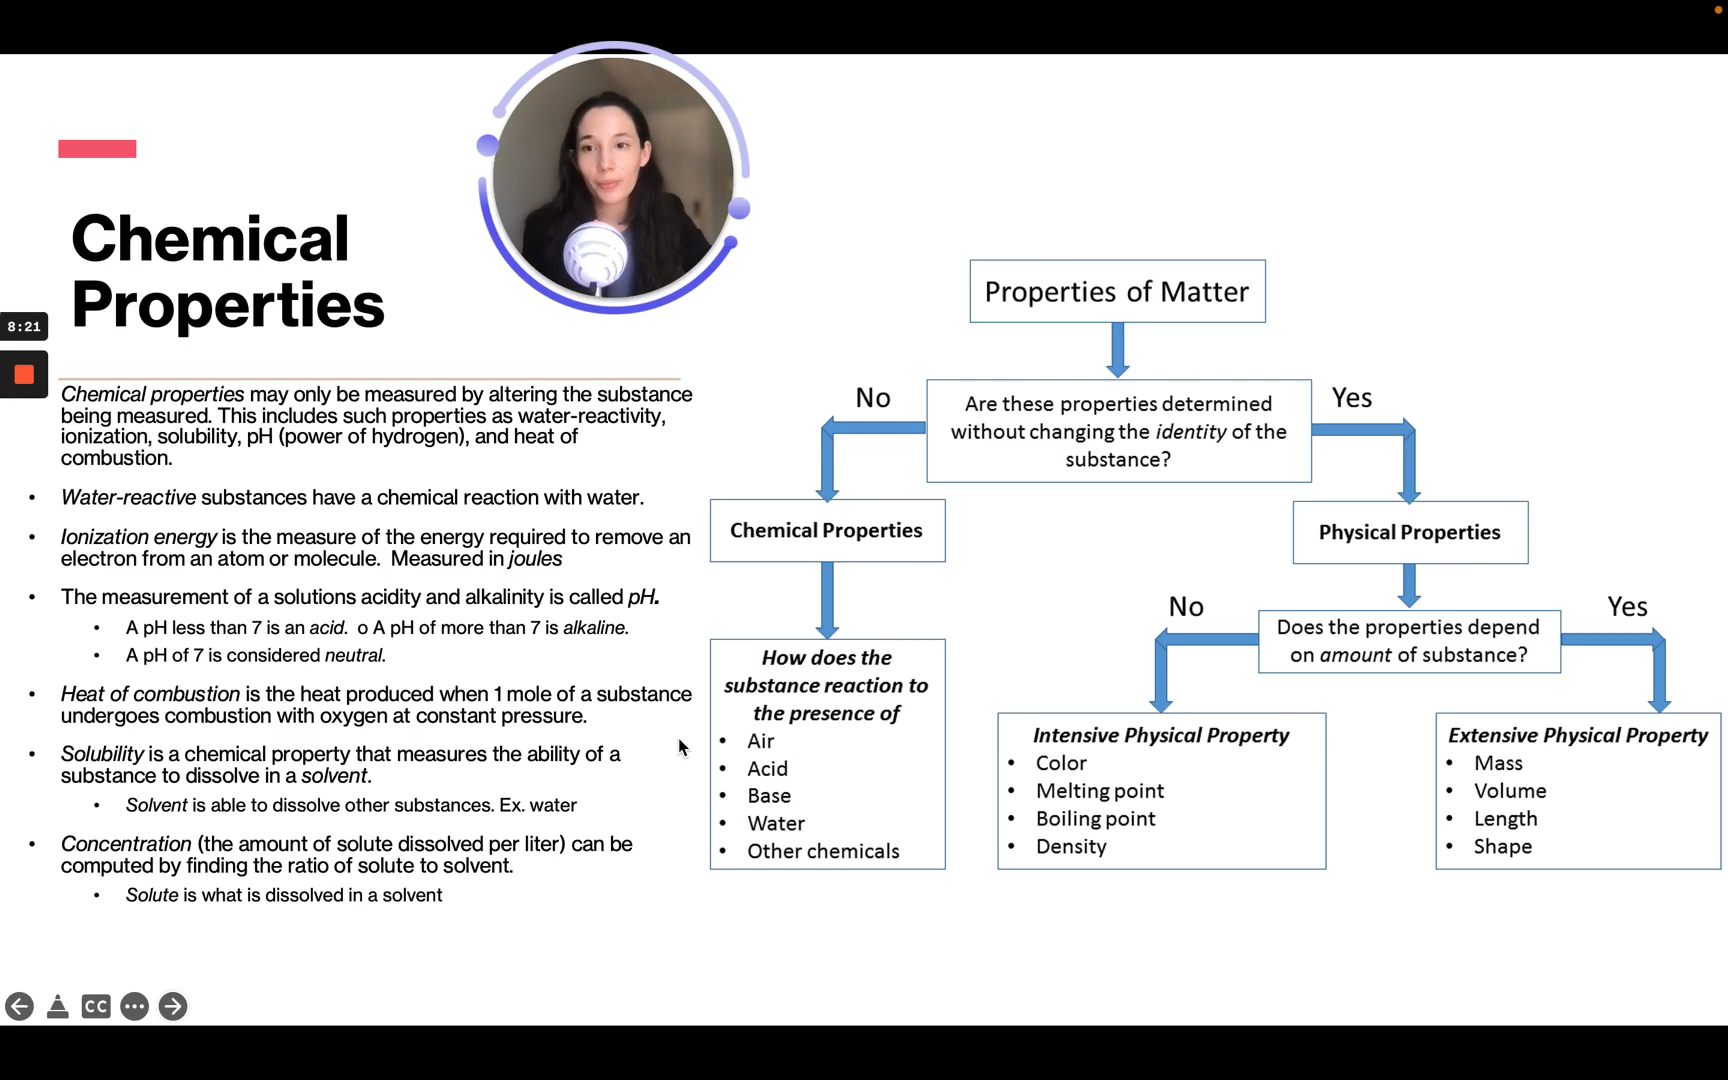 Chemical
Properties
8:21
Chemical properties may only be measured by altering the substance
being measured. This includes such properties as water-reactivity,
ionization, solubility, pH (power of hydrogen), and heat of
combustion.
• Water-reactive substances have a chemical reaction with water.
• Ionization energy is the measure of the energy required to remove an
electron from an atom or molecule.  Measured in joules
• The measurement of a solutions acidity and alkalinity is called pH.
• A pH less than 7 is an acid.  o A pH of more than 7 is alkaline.
• A pH of 7 is considered neutral.
• Heat of combustion is the heat produced when 1 mole of a substance
undergoes combustion with oxygen at constant pressure.
• Solubility is a chemical property that measures the ability of a
substance to dissolve in a solvent.
• Solvent is able to dissolve other substances. Ex. water
• Concentration (the amount of solute dissolved per liter) can be
computed by finding the ratio of solute to solvent.
• Solute is what is dissolved in a solvent
Properties of Matter
No
Are these properties determined
without changing the identity of the
substance?
Yes
Chemical Properties
Physical Properties
How does the
substance reaction to
the presence of
• Air
• Acid
• Base
• Water
• Other chemicals
No
Does the properties depend
on amount of substance?
Yes
Intensive Physical Property
• Color
• Melting point
• Boiling point
• Density
Extensive Physical Property
• Mass
• Volume
• Length
• Shape
CC